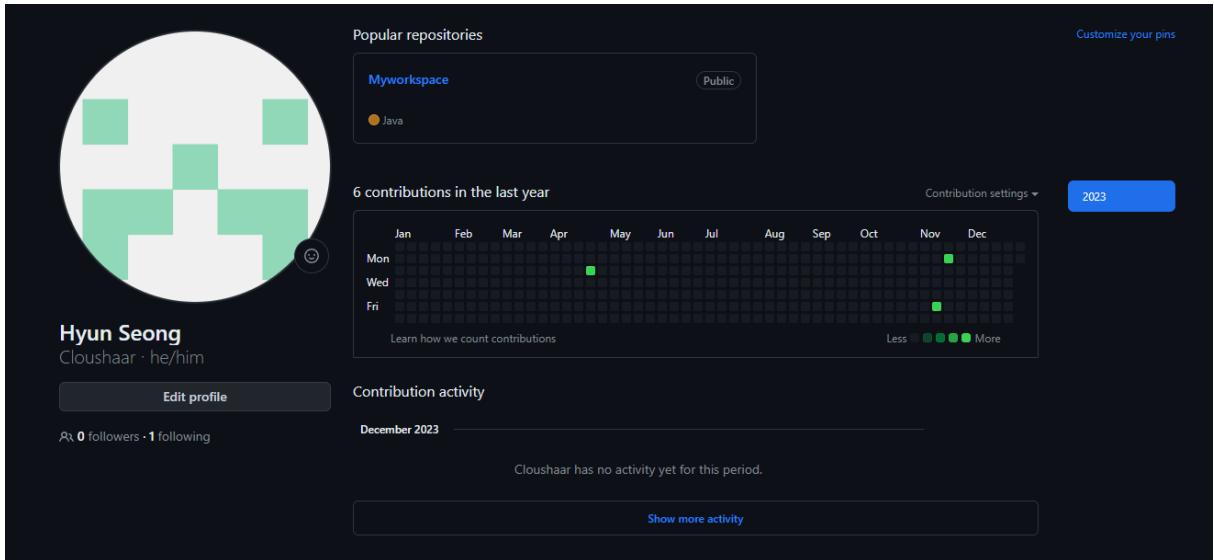 Popular repositories
Customize your pins
Myworkspace
Public
Java
6 contributions in the last year
Contribution settings
2023
Jan Feb Mar Apr May Jun Jul Aug Sep Oct Nov Dec
Mon
Wed
Fri
Learn how we count contributions
Less More
Hyun Seong
Cloushaar · he/him
Edit profile
0 followers · 1 following
Contribution activity
December 2023
Cloushaar has no activity yet for this period.
Show more activity